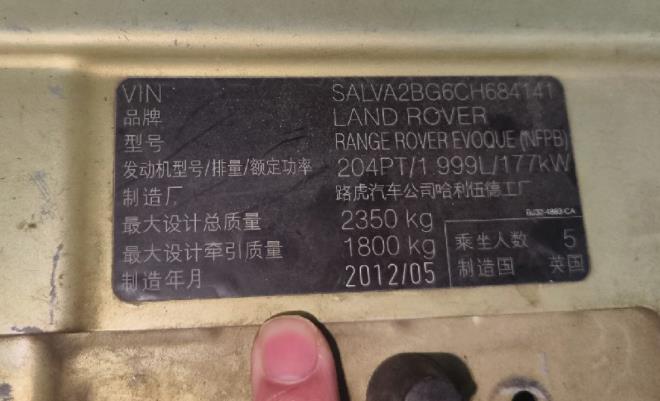 VIN SALVA2BG6CH684141
品牌 LAND ROVER
型号 RANGE ROVER EVOQUE (NFPB)
发动机型号/排量/额定功率 204PT/1.999L/177kW
制造厂 路虎汽车公司哈利伍德工厂
最大设计总质量 2350 kg
最大设计牵引质量 1800 kg
制造年月 2012/05
乘坐人数 5
制造国 英国